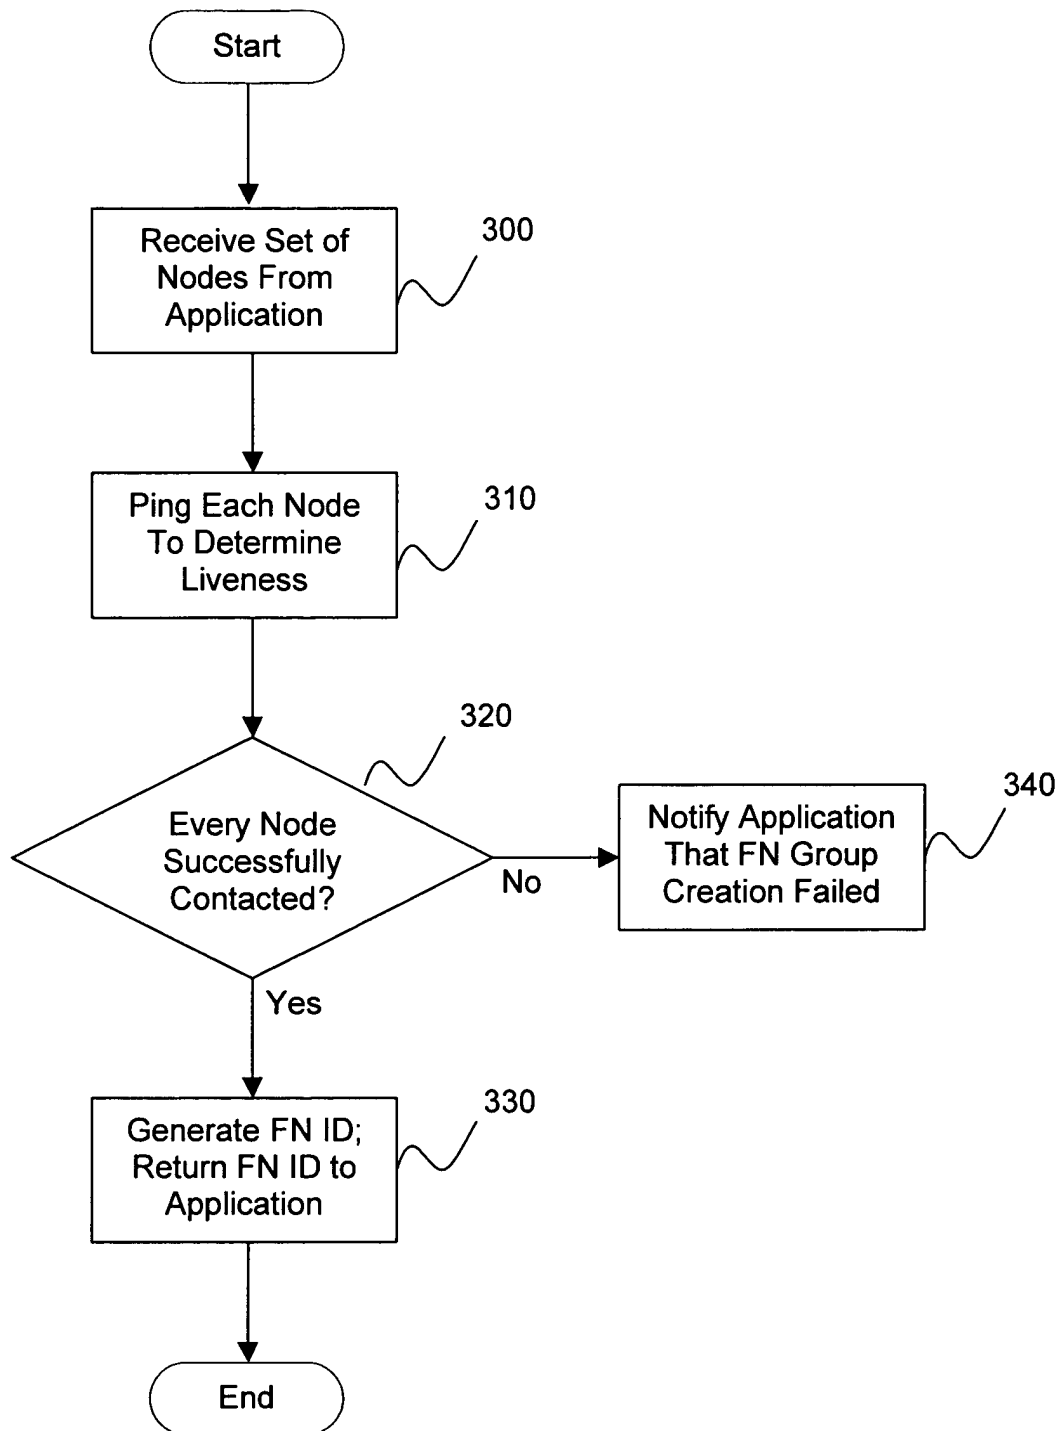 Start
Receive Set of
Nodes From
Application
300
Ping Each Node
To Determine
Liveness
310
320
Every Node
Successfully
Contacted?
No
Notify Application
That FN Group
Creation Failed
340
Yes
Generate FN ID;
Return FN ID to
Application
330
End